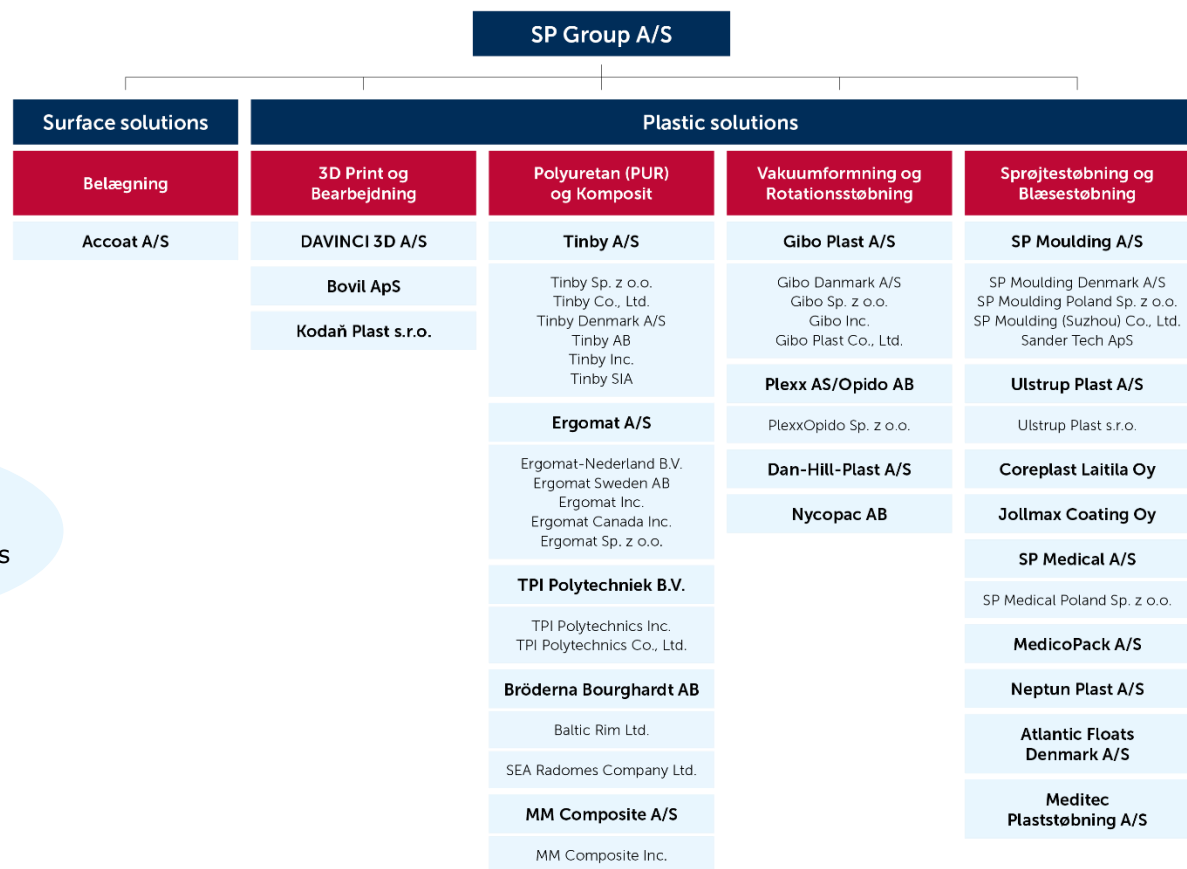 SP Group A/S
Surface solutions
Plastic solutions
Belægning
Accoat A/S
3D Print og
Bearbejdning
DAVINCI 3D A/S
Bovil ApS
Kodaň Plast s.r.o.
Polyuretan (PUR)
og Komposit
Tinby A/S
Tinby Sp. z o.o.
Tinby Co., Ltd.
Tinby Denmark A/S
Tinby AB
Tinby Inc.
Tinby SIA
Ergomat A/S
Ergomat-Nederland B.V.
Ergomat Sweden AB
Ergomat Inc.
Ergomat Canada Inc.
Ergomat Sp. z o.o.
TPI Polytechniek B.V.
TPI Polytechnics Inc.
TPI Polytechnics Co., Ltd.
Bröderna Bourghardt AB
Baltic Rim Ltd.
SEA Radomes Company Ltd.
MM Composite A/S
MM Composite Inc.
Vakuumformning og
Rotationsstøbning
Gibo Plast A/S
Gibo Danmark A/S
Gibo Sp. z o.o.
Gibo Inc.
Gibo Plast Co., Ltd.
Plexx AS/Opido AB
PlexxOpido Sp. z o.o.
Dan-Hill-Plast A/S
Nycopac AB
Sprøjtestøbning og
Blæsestøbning
SP Moulding A/S
SP Moulding Denmark A/S
SP Moulding Poland Sp. z o.o.
SP Moulding (Suzhou) Co., Ltd.
Sander Tech ApS
Ulstrup Plast A/S
Ulstrup Plast s.r.o.
Coreplast Laitila Oy
Jollmax Coating Oy
SP Medical A/S
SP Medical Poland Sp. z o.o.
MedicoPack A/S
Neptun Plast A/S
Atlantic Floats
Denmark A/S
Meditec
Plaststøbning A/S